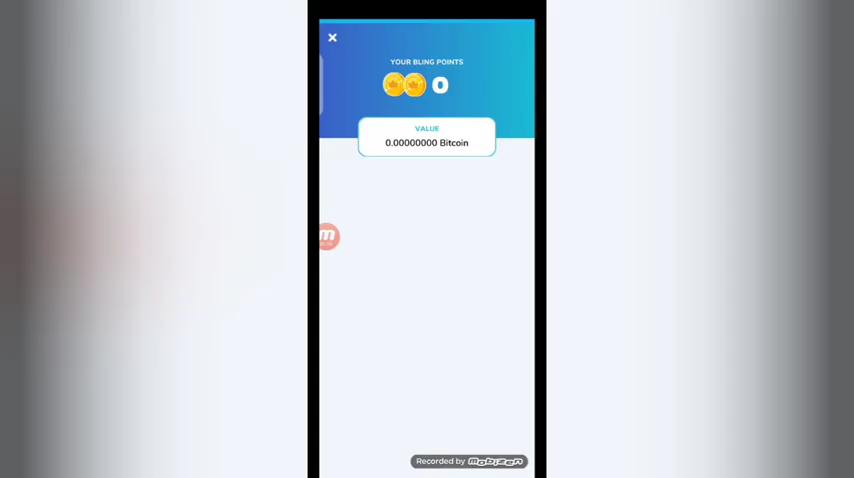 YOUR BLING POINTS
0
VALUE
0.00000000 Bitcoin
Recorded by mobizen